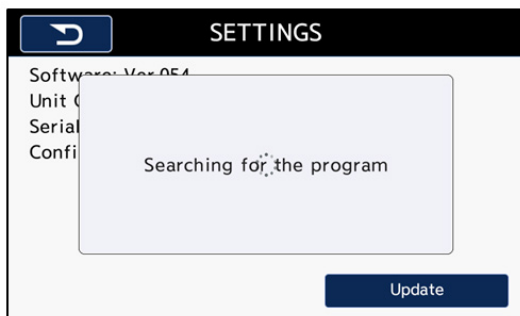 SETTINGS
Software: Ver 054
Unit
Serial
Confi
Searching for the program
Update